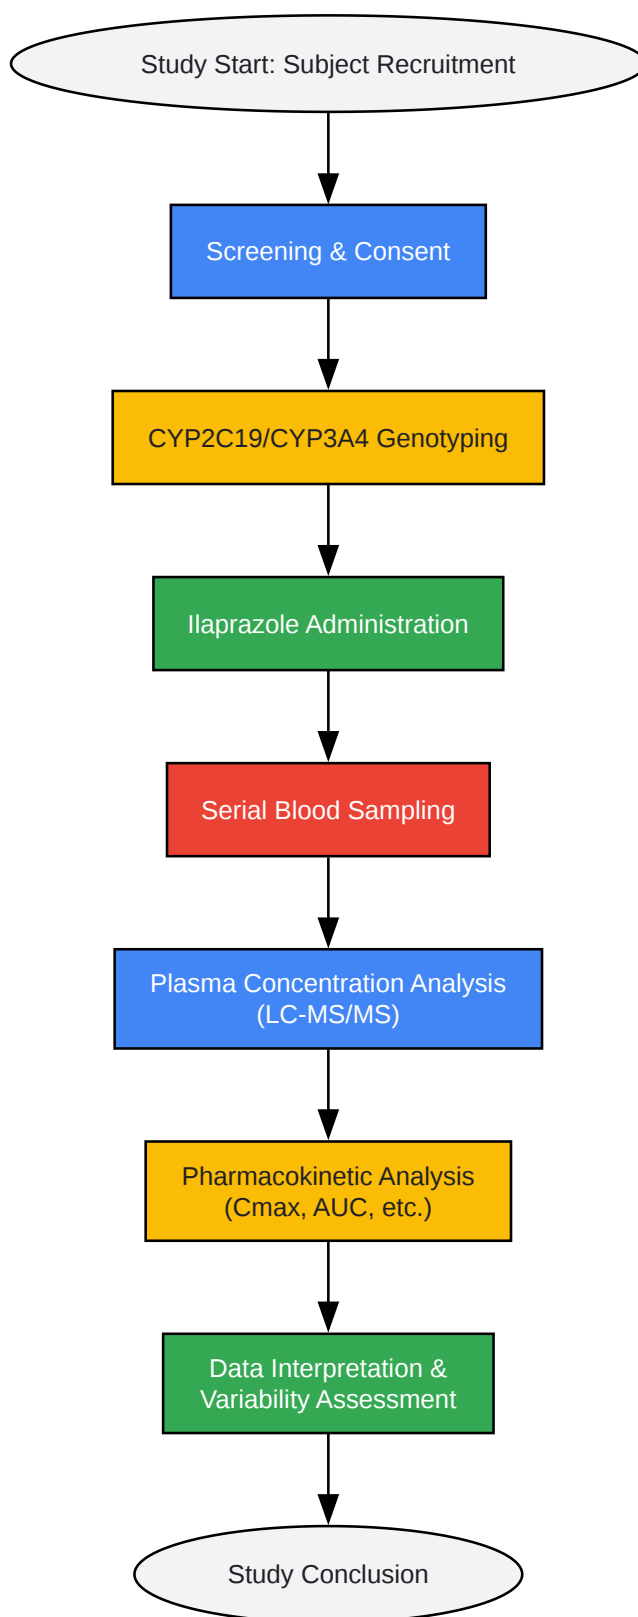 Study Start: Subject Recruitment
Screening & Consent
CYP2C19/CYP3A4 Genotyping
Ilaprazole Administration
Serial Blood Sampling
Plasma Concentration Analysis
(LC-MS/MS)
Pharmacokinetic Analysis
(Cmax, AUC, etc.)
Data Interpretation &
Variability Assessment
Study Conclusion